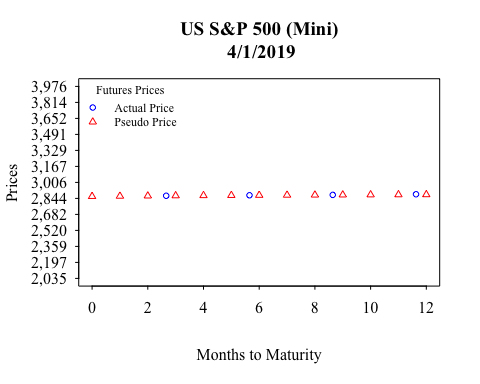 US S&P 500 (Mini)
4/1/2019
Futures Prices
Actual Price
Pseudo Price
Prices
3,976
3,814
3,652
3,491
3,329
3,167
3,006
2,844
2,682
2,520
2,359
2,197
2,035
0 2 4 6 8 10 12
Months to Maturity